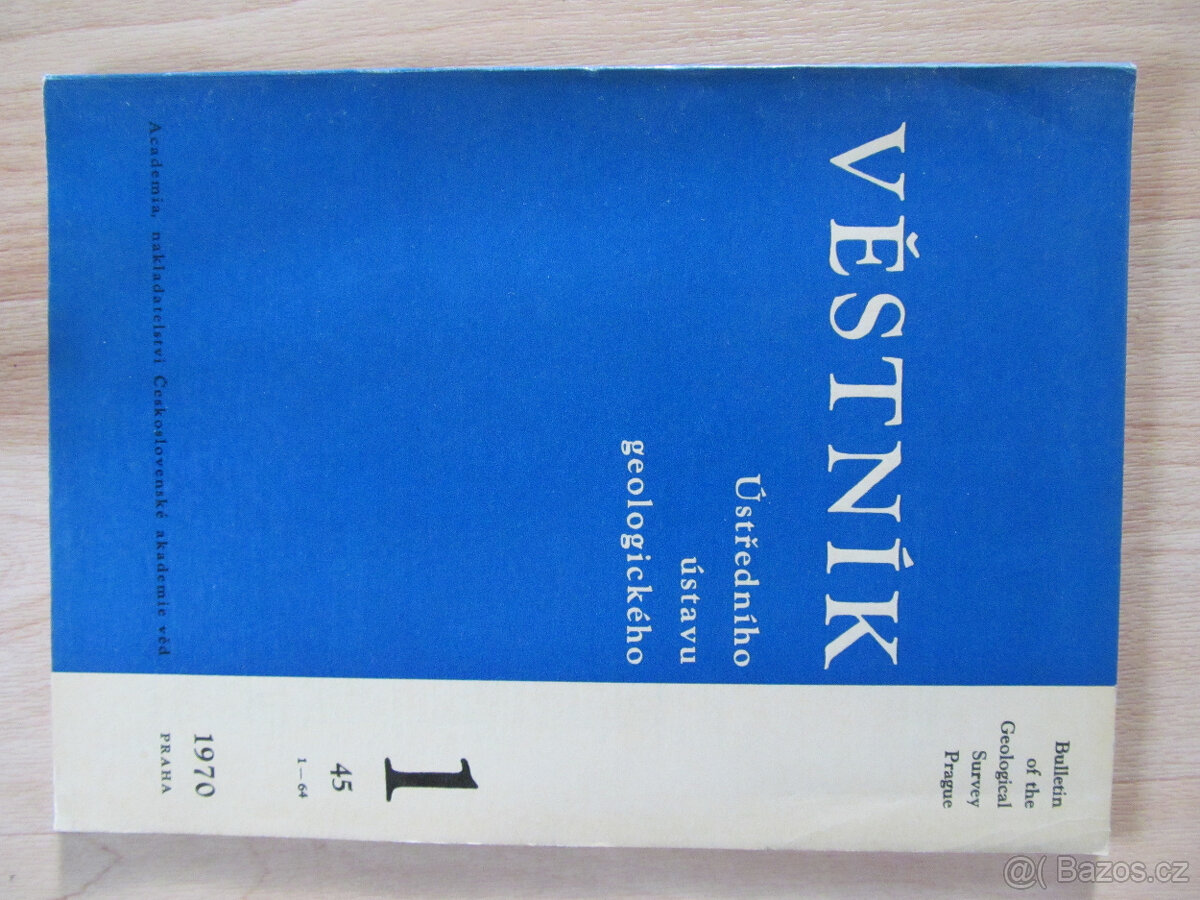 VĚSTNÍK
Ústředního
ústavu
geologického
Academia, nakladatelství Československé akademie věd
Bulletin
of the
Geological
Survey
Prague
1
45
1—64
1970
PRAHA
@( Bazos.cz